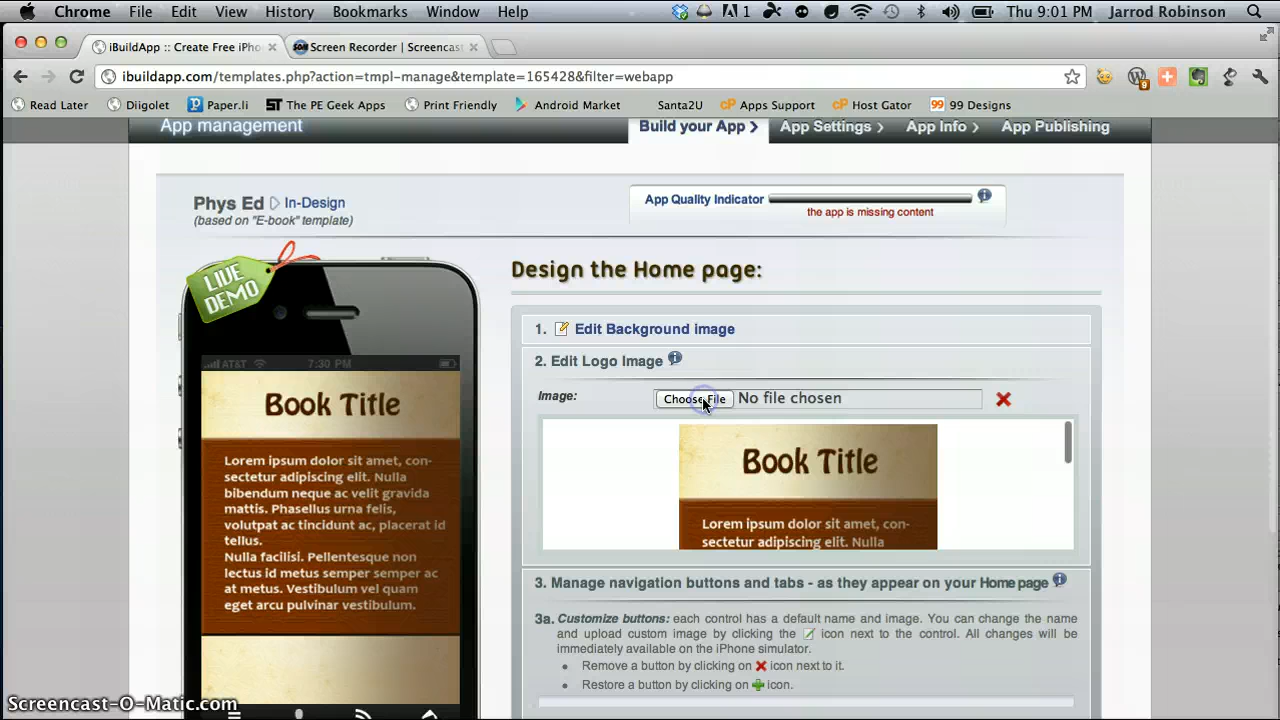 Chrome File Edit View History Bookmarks Window Help 1 Thu 9:01 PM Jarrod Robinson
iBuildApp :: Create Free iPho
Screen Recorder | Screencast
ibuildapp.com/templates.php?action=tmpl-manage&template=165428&filter=webapp
9
Read Later Diigolet Paper.li The PE Geek Apps Print Friendly Android Market Santa2U Apps Support Host Gator 99 Designs
App management
Build your App
App Settings
App Info
App Publishing
Phys Ed In-Design
(based on "E-book" template)
App Quality Indicator
the app is missing content
LIVE
DEMO
AT&T 7:30 PM
Book Title
Lorem ipsum dolor sit amet, con-
sectetur adipiscing elit. Nulla
bibendum neque ac velit gravida
mattis. Phasellus urna felis,
volutpat ac tincidunt ac, placerat id
tellus.
Nulla facilisi. Pellentesque non
lectus id metus semper semper ac
at metus. Vestibulum vel quam
eget arcu pulvinar vestibulum.
Design the Home page:
1. Edit Background image
2. Edit Logo Image
Image: Choose File No file chosen
Book Title
Lorem ipsum dolor sit amet, con-
sectetur adipiscing elit. Nulla
3. Manage navigation buttons and tabs - as they appear on your Home page
3a. Customize buttons: each control has a default name and image. You can change the name
and upload custom image by clicking the icon next to the control. All changes will be
immediately available on the iPhone simulator.
• Remove a button by clicking on icon next to it.
• Restore a button by clicking on icon.
Screencast-O-Matic.com